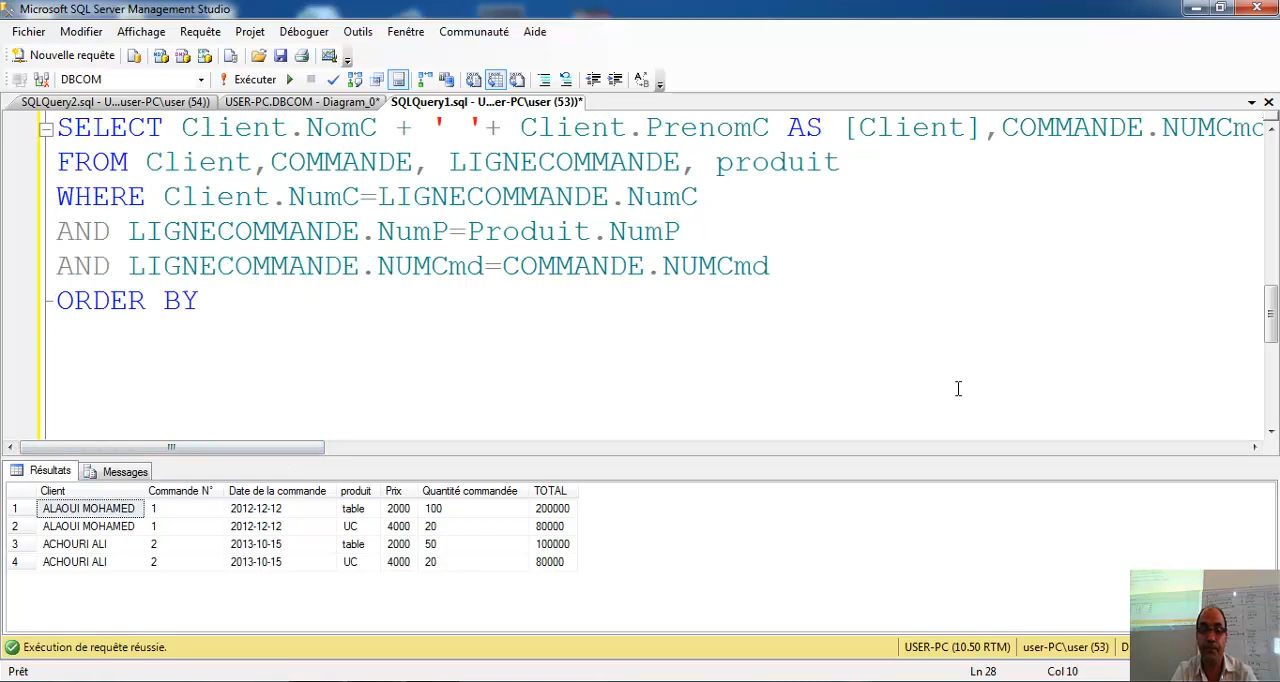 Microsoft SQL Server Management Studio
Fichier Modifier Affichage Requête Projet Déboguer Outils Fenêtre Communauté Aide
Nouvelle requête
DBCOM Exécuter
SQLQuery2.sql - U...user-PC\user (54)) USER-PC.DBCOM - Diagram_0* SQLQuery1.sql - U...er-PC\user (53))*
SELECT Client.NomC + ' '+ Client.PrenomC AS [Client],COMMANDE.NUMCmd
FROM Client,COMMANDE, LIGNECOMMANDE, produit
WHERE Client.NumC=LIGNECOMMANDE.NumC
AND LIGNECOMMANDE.NumP=Produit.NumP
AND LIGNECOMMANDE.NUMCmd=COMMANDE.NUMCmd
ORDER BY
Résultats Messages
Client Commande N° Date de la commande produit Prix Quantité commandée TOTAL
1 ALAOUI MOHAMED 1 2012-12-12 table 2000 100 200000
2 ALAOUI MOHAMED 1 2012-12-12 UC 4000 20 80000
3 ACHOURI ALI 2 2013-10-15 table 2000 50 100000
4 ACHOURI ALI 2 2013-10-15 UC 4000 20 80000
Exécution de requête réussie. USER-PC (10.50 RTM) user-PC\user (53) D
Prêt Ln 28 Col 10